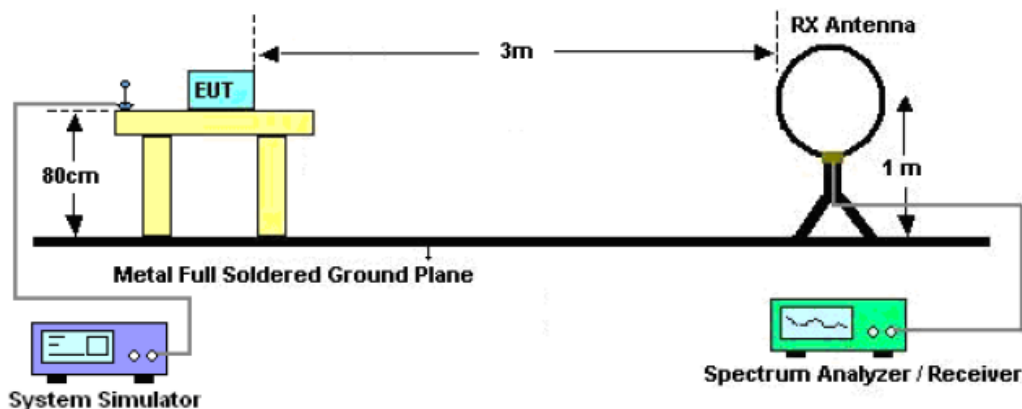 RX Antenna
3m
EUT
80cm
1 m
Metal Full Soldered Ground Plane
System Simulator
Spectrum Analyzer / Receiver